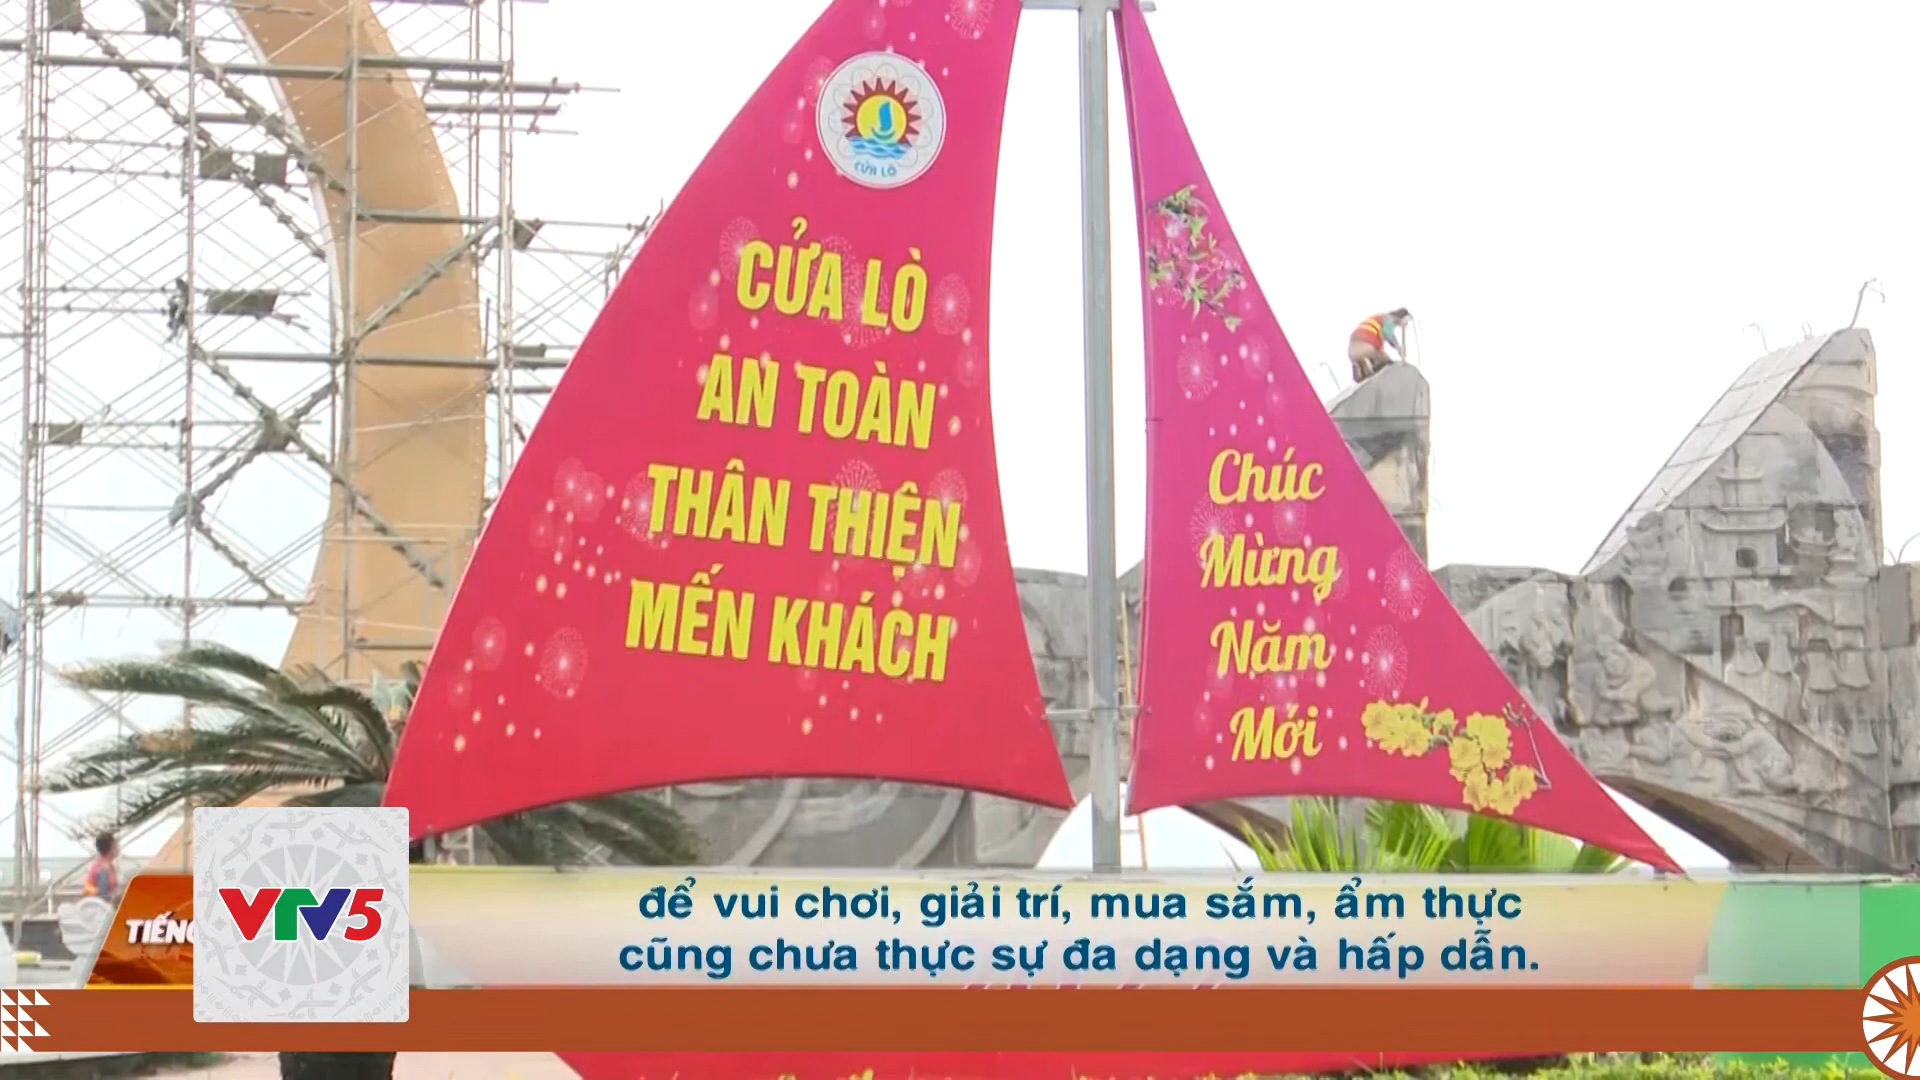 CỬA LÒ
CỬA LÒ
AN TOÀN
THÂN THIỆN
MẾN KHÁCH
Chúc
Mừng
Năm
Mới
TIẾNG
VTV5
để vui chơi, giải trí, mua sắm, ẩm thực
cũng chưa thực sự đa dạng và hấp dẫn.